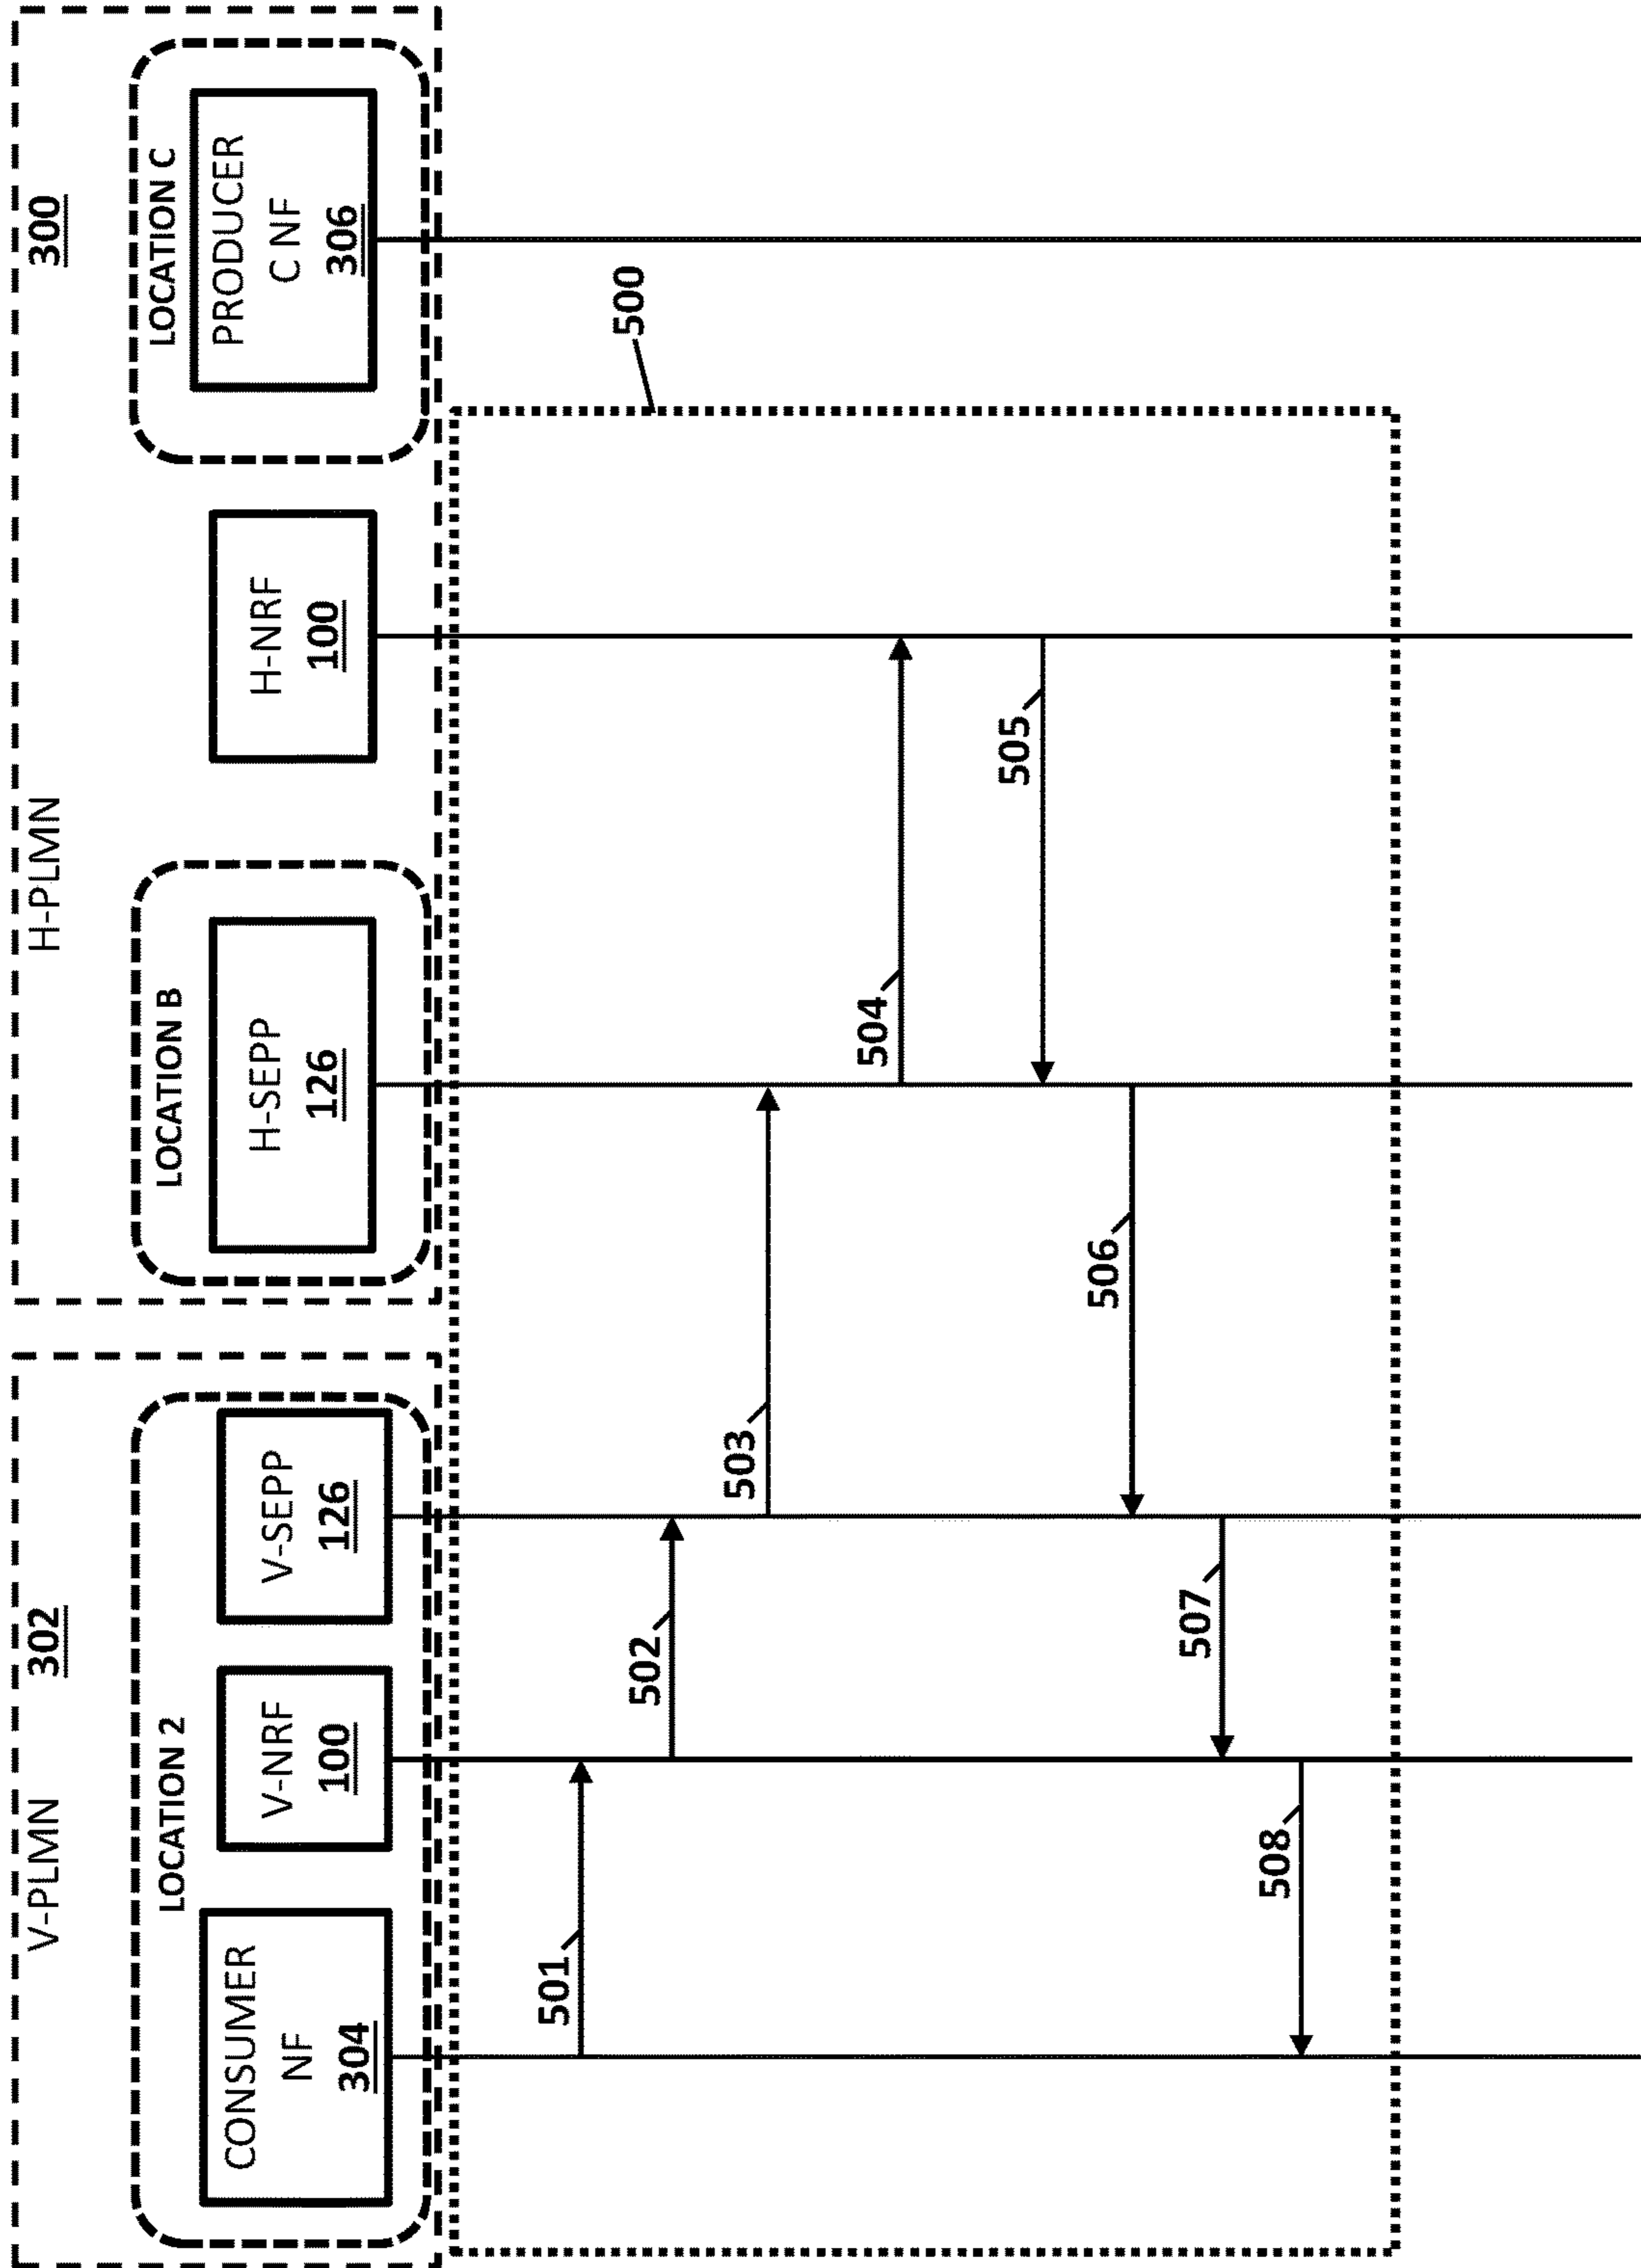 V-PLMN
302
H-PLMN
300
LOCATION 2
CONSUMER
NF
304
V-NRF
100
V-SEPP
126
LOCATION B
H-SEPP
126
H-NRF
100
LOCATION C
PRODUCER
C NF
306
500
501
502
503
504
505
506
507
508